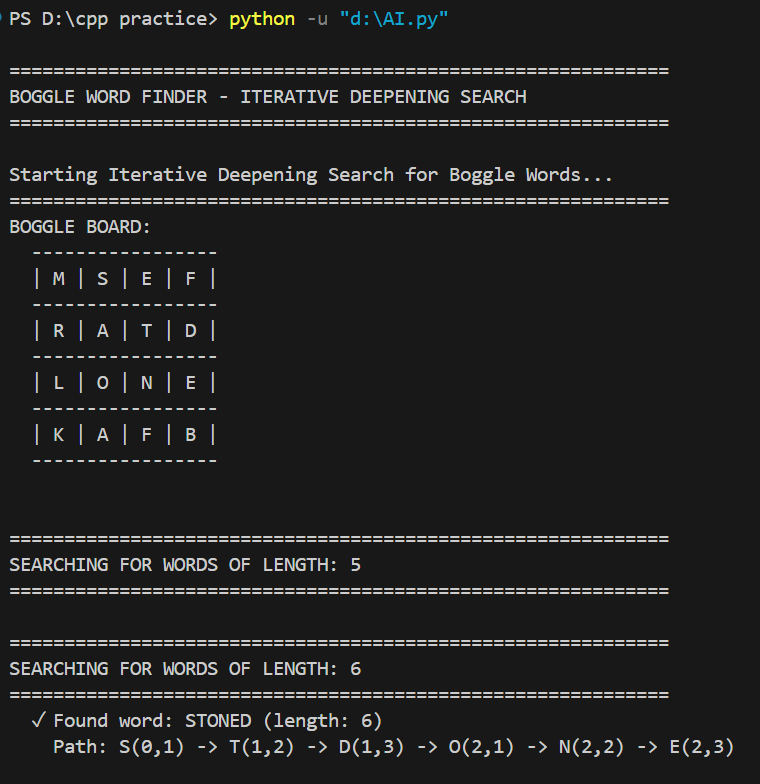 PS D:\cpp practice> python -u "d:\AI.py"
============================================================
BOGGLE WORD FINDER - ITERATIVE DEEPENING SEARCH
============================================================
Starting Iterative Deepening Search for Boggle Words...
============================================================
BOGGLE BOARD:
-----------------
| M | S | E | F |
-----------------
| R | A | T | D |
-----------------
| L | O | N | E |
-----------------
| K | A | F | B |
-----------------
============================================================
SEARCHING FOR WORDS OF LENGTH: 5
============================================================
============================================================
SEARCHING FOR WORDS OF LENGTH: 6
============================================================
✓ Found word: STONED (length: 6)
Path: S(0,1) -> T(1,2) -> D(1,3) -> O(2,1) -> N(2,2) -> E(2,3)